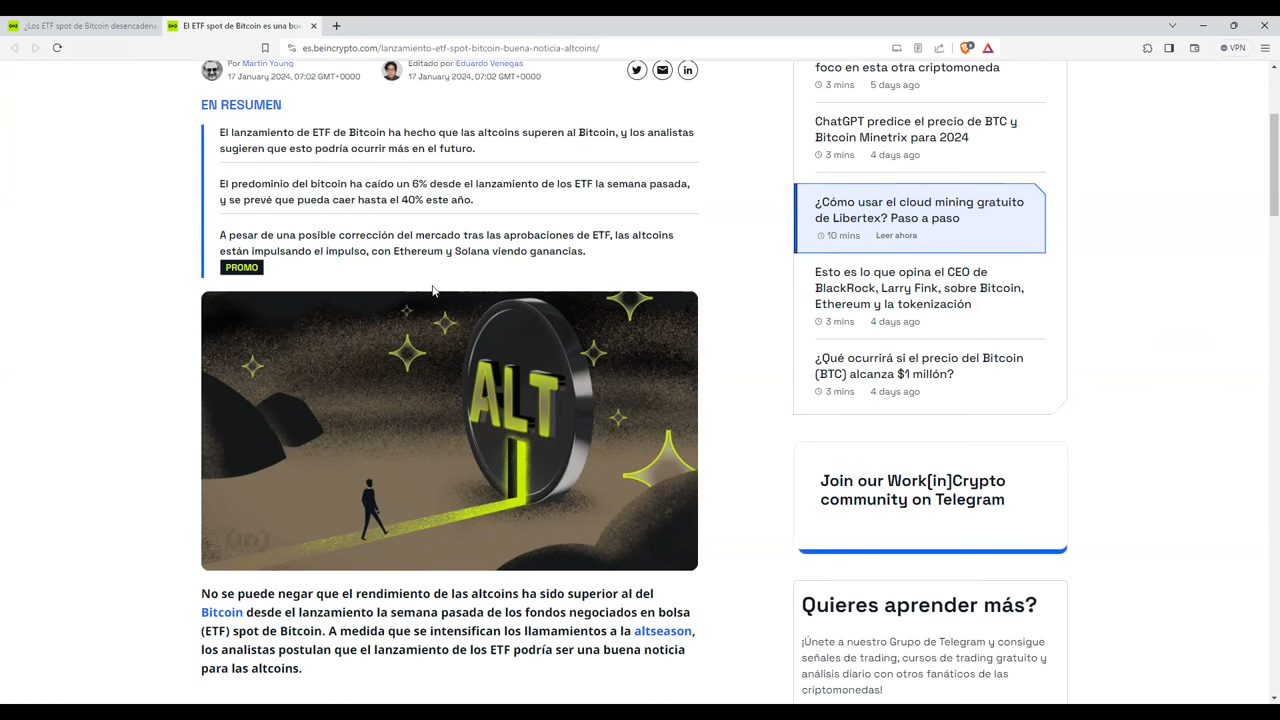 ¿Los ETF spot de Bitcoin desencadena
El ETF spot de Bitcoin es una bue
es.beincrypto.com/lanzamiento-etf-spot-bitcoin-buena-noticia-altcoins/
VPN
Por Martin Young
17 January 2024, 07:02 GMT+0000
Editado por Eduardo Venegas
17 January 2024, 07:02 GMT+0000
EN RESUMEN
El lanzamiento de ETF de Bitcoin ha hecho que las altcoins superen al Bitcoin, y los analistas
sugieren que esto podría ocurrir más en el futuro.
El predominio del bitcoin ha caído un 6% desde el lanzamiento de los ETF la semana pasada,
y se prevé que pueda caer hasta el 40% este año.
A pesar de una posible corrección del mercado tras las aprobaciones de ETF, las altcoins
están impulsando el impulso, con Ethereum y Solana viendo ganancias.
PROMO
ALT
[in]
No se puede negar que el rendimiento de las altcoins ha sido superior al del
Bitcoin desde el lanzamiento la semana pasada de los fondos negociados en bolsa
(ETF) spot de Bitcoin. A medida que se intensifican los llamamientos a la altseason,
los analistas postulan que el lanzamiento de los ETF podría ser una buena noticia
para las altcoins.
foco en esta otra criptomoneda
3 mins 5 days ago
ChatGPT predice el precio de BTC y
Bitcoin Minetrix para 2024
3 mins 4 days ago
¿Cómo usar el cloud mining gratuito
de Libertex? Paso a paso
10 mins Leer ahora
Esto es lo que opina el CEO de
BlackRock, Larry Fink, sobre Bitcoin,
Ethereum y la tokenización
3 mins 4 days ago
¿Qué ocurrirá si el precio del Bitcoin
(BTC) alcanza $1 millón?
3 mins 4 days ago
Join our Work[in]Crypto
community on Telegram
Quieres aprender más?
¡Únete a nuestro Grupo de Telegram y consigue
señales de trading, cursos de trading gratuito y
análisis diario con otros fanáticos de las
criptomonedas!